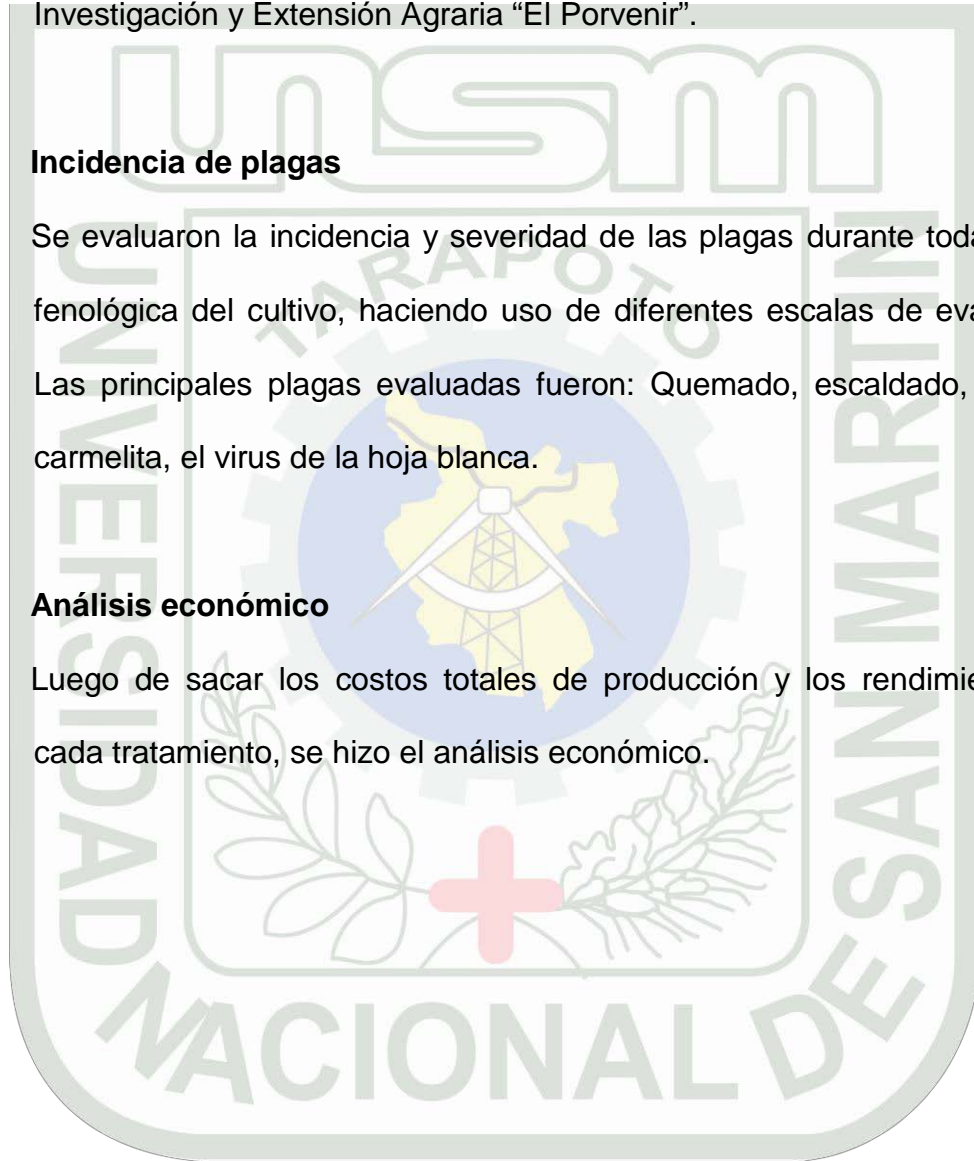 Investigación y Extensión Agraria “El Porvenir”.
unsm
Incidencia de plagas
Se evaluaron la incidencia y severidad de las plagas durante toda
fenológica del cultivo, haciendo uso de diferentes escalas de eva
Las principales plagas evaluadas fueron: Quemado, escaldado,
carmelita, el virus de la hoja blanca.
Análisis económico
Luego de sacar los costos totales de producción y los rendimie
cada tratamiento, se hizo el análisis económico.
TARAPOTO
UNIVERSIDAD NACIONAL DE SAN MARTIN